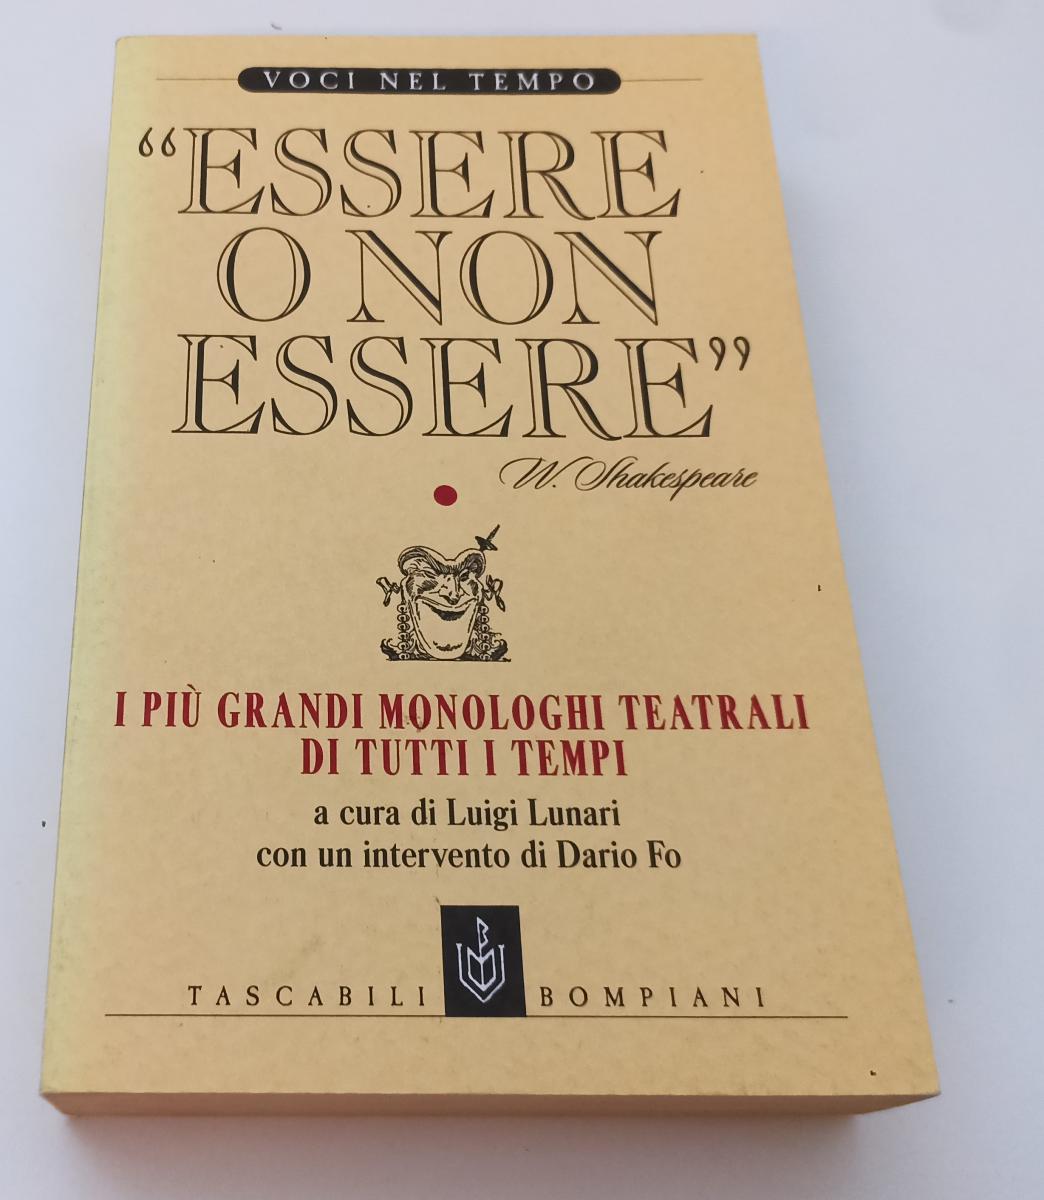 VOCI NEL TEMPO
“ESSERE
O NON
ESSERE”
W. Shakespeare
I PIÙ GRANDI MONOLOGHI TEATRALI
DI TUTTI I TEMPI
a cura di Luigi Lunari
con un intervento di Dario Fo
TASCABILI B BOMPIANI